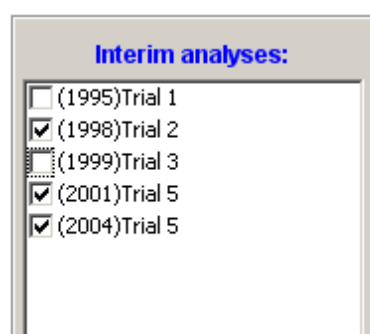 Interim analyses:
(1995)Trial 1
(1998)Trial 2
(1999)Trial 3
(2001)Trial 5
(2004)Trial 5